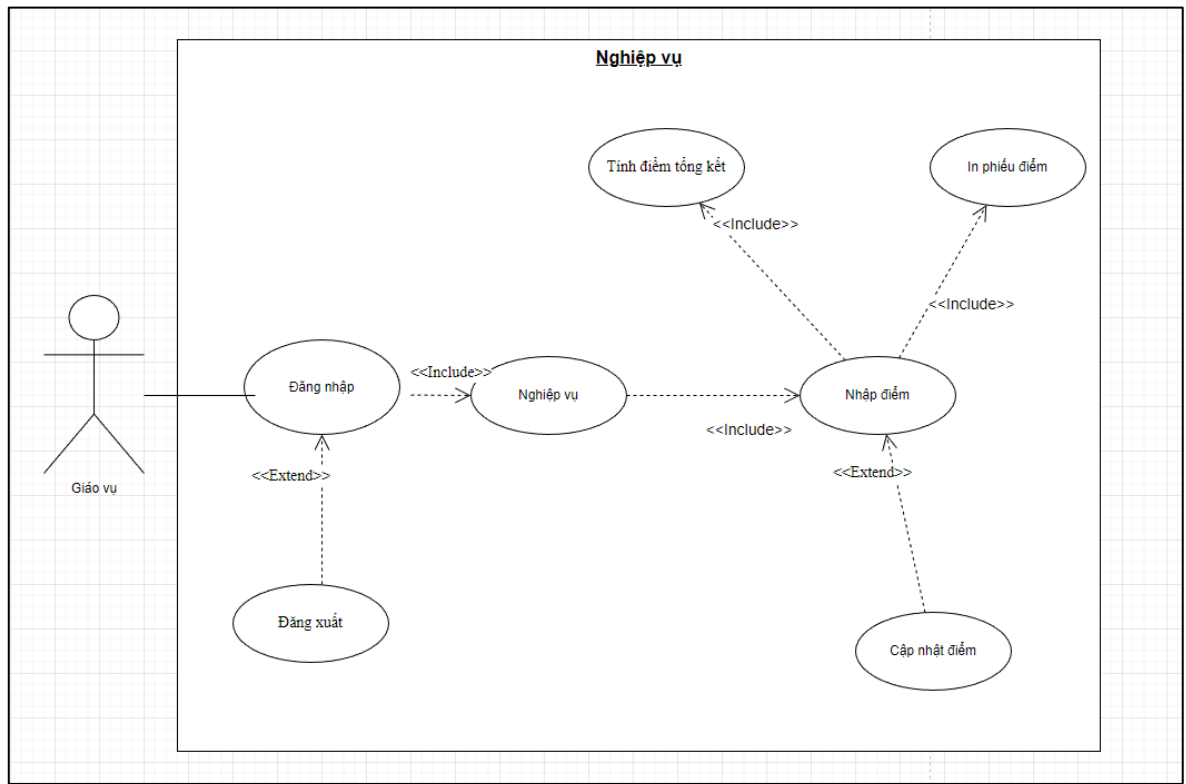 Nghiệp vụ
Tính điểm tổng kết
In phiếu điểm
<<Include>>
<<Include>>
Đăng nhập
<<Include>>
Nghiệp vụ
Nhập điểm
<<Include>>
<<Extend>>
<<Extend>>
Giáo vụ
Đăng xuất
Cập nhật điểm